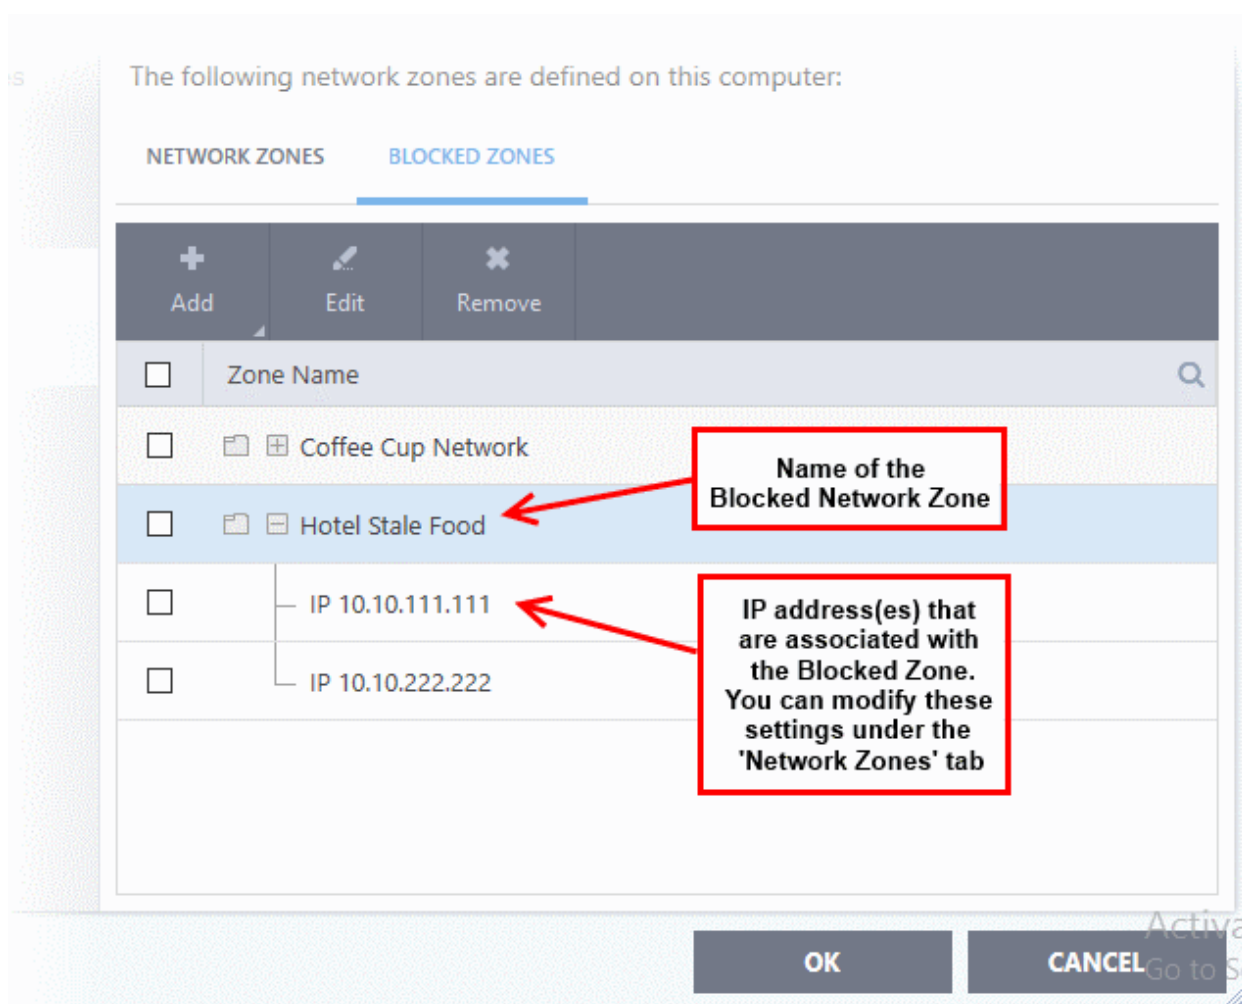 The following network zones are defined on this computer:
NETWORK ZONES BLOCKED ZONES
Add Edit Remove
Zone Name
Coffee Cup Network
Name of the
Blocked Network Zone
Hotel Stale Food
IP 10.10.111.111
IP address(es) that
are associated with
the Blocked Zone.
You can modify these
settings under the
'Network Zones' tab
IP 10.10.222.222
OK CANCEL
Go to